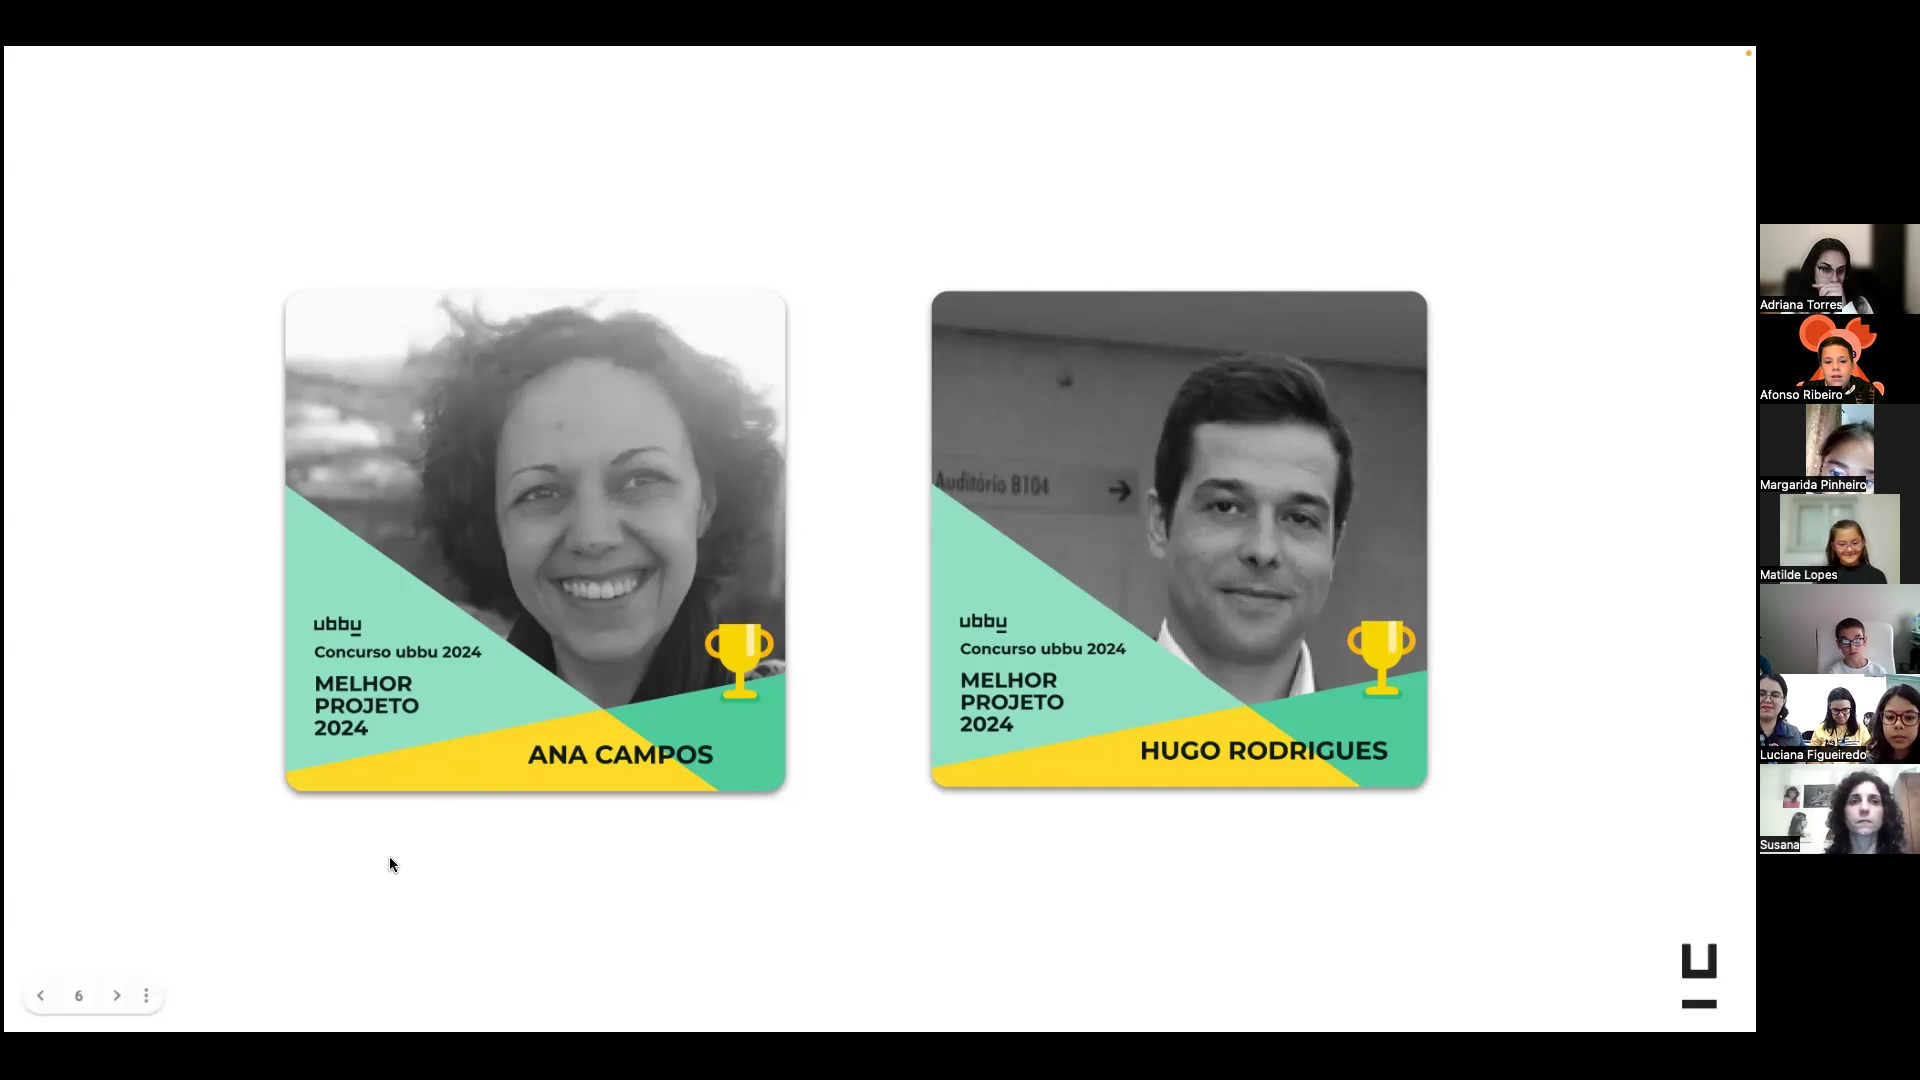 ubbu
Concurso ubbu 2024
MELHOR
PROJETO
2024
ANA CAMPOS
Auditório B104
ubbu
Concurso ubbu 2024
MELHOR
PROJETO
2024
HUGO RODRIGUES
6
Adriana Torres
Afonso Ribeiro
Margarida Pinheiro
Matilde Lopes
Luciana Figueiredo
Susana